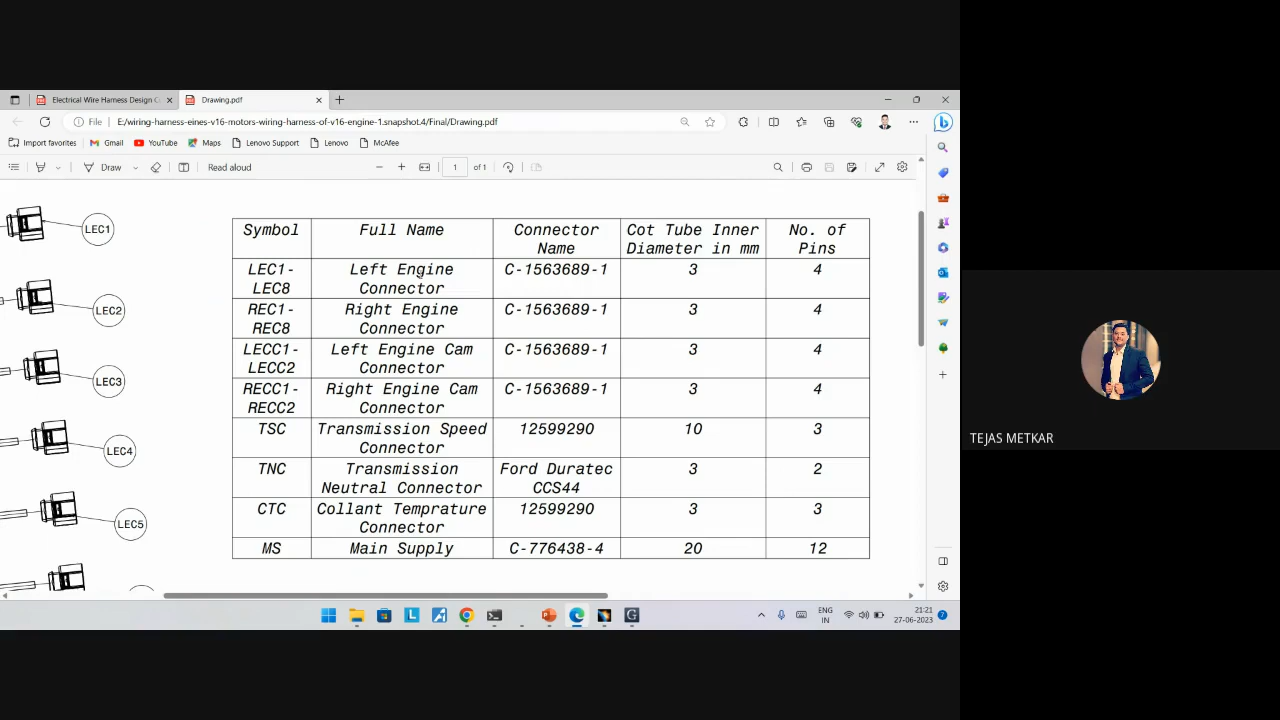 Electrical Wire Harness Design C
Drawing.pdf
File
E:/wiring-harness-eines-v16-motors-wiring-harness-of-v16-engine-1.snapshot.4/Final/Drawing.pdf
Import favorites
Gmail
YouTube
Maps
Lenovo Support
Lenovo
McAfee
Draw
Read aloud
1
of 1
LEC1
LEC2
LEC3
LEC4
LEC5
Symbol
Full Name
Connector
Name
Cot Tube Inner
Diameter in mm
No. of
Pins
LEC1-
LEC8
Left Engine
Connector
C-1563689-1
3
4
REC1-
REC8
Right Engine
Connector
C-1563689-1
3
4
LECC1-
LECC2
Left Engine Cam
Connector
C-1563689-1
3
4
RECC1-
RECC2
Right Engine Cam
Connector
C-1563689-1
3
4
TSC
Transmission Speed
Connector
12599290
10
3
TNC
Transmission
Neutral Connector
Ford Duratec
CCS44
3
2
CTC
Collant Temprature
Connector
12599290
3
3
MS
Main Supply
C-776438-4
20
12
ENG
IN
21:21
27-06-2023
7
TEJAS METKAR